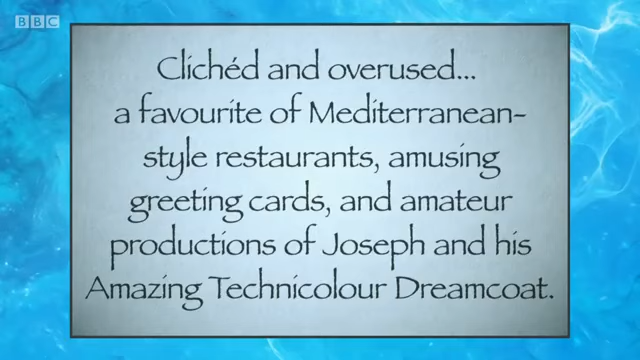 BBC
Clichéd and overused...
a favourite of Mediterranean-
style restaurants, amusing
greeting cards, and amateur
productions of Joseph and his
Amazing Technicolour Dreamcoat.